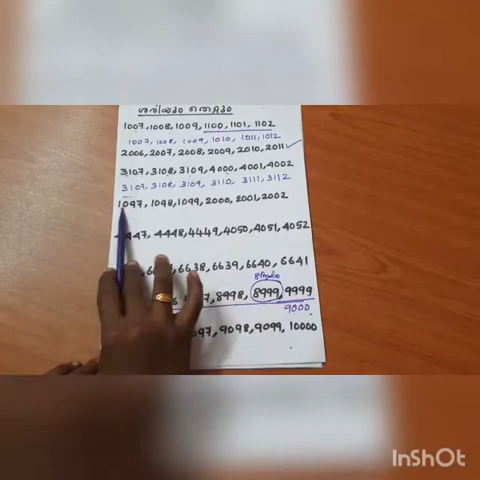 ശരിയും തെറ്റും
1007, 1008, 1009, 1100, 1101, 1102
1007, 1008, 1009, 1010, 1011, 1012
2006, 2007, 2008, 2009, 2010, 2011 ✓
3107, 3108, 3109, 4000, 4001, 4002
3107, 3108, 3109, 3110, 3111, 3112
1097, 1098, 1099, 2000, 2001, 2002
4447, 4448, 4449, 4050, 4051, 4052
6638, 6639, 6640, 6641
8998, 8999, 9999
9000
9098, 9099, 10000
InShOt